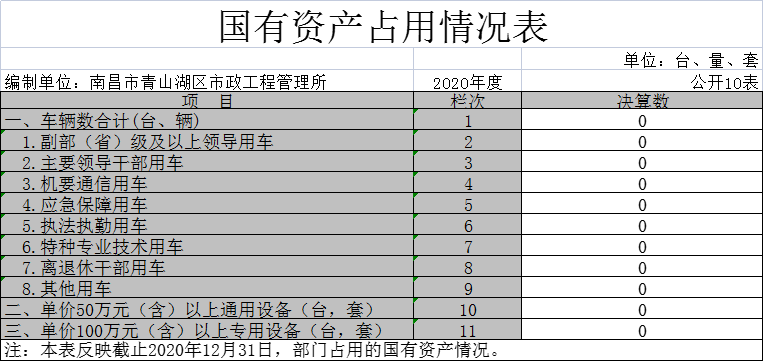 国有资产占用情况表
单位：台、量、套
编制单位：南昌市青山湖区市政工程管理所 2020年度 公开10表
项 目 栏次 决算数
一、车辆数合计(台、辆) 1 0
1.副部（省）级及以上领导用车 2 0
2.主要领导干部用车 3 0
3.机要通信用车 4 0
4.应急保障用车 5 0
5.执法执勤用车 6 0
6.特种专业技术用车 7 0
7.离退休干部用车 8 0
8.其他用车 9 0
二、单价50万元（含）以上通用设备（台，套） 10 0
三、单价100万元（含）以上专用设备（台，套） 11 0
注：本表反映截止2020年12月31日，部门占用的国有资产情况。